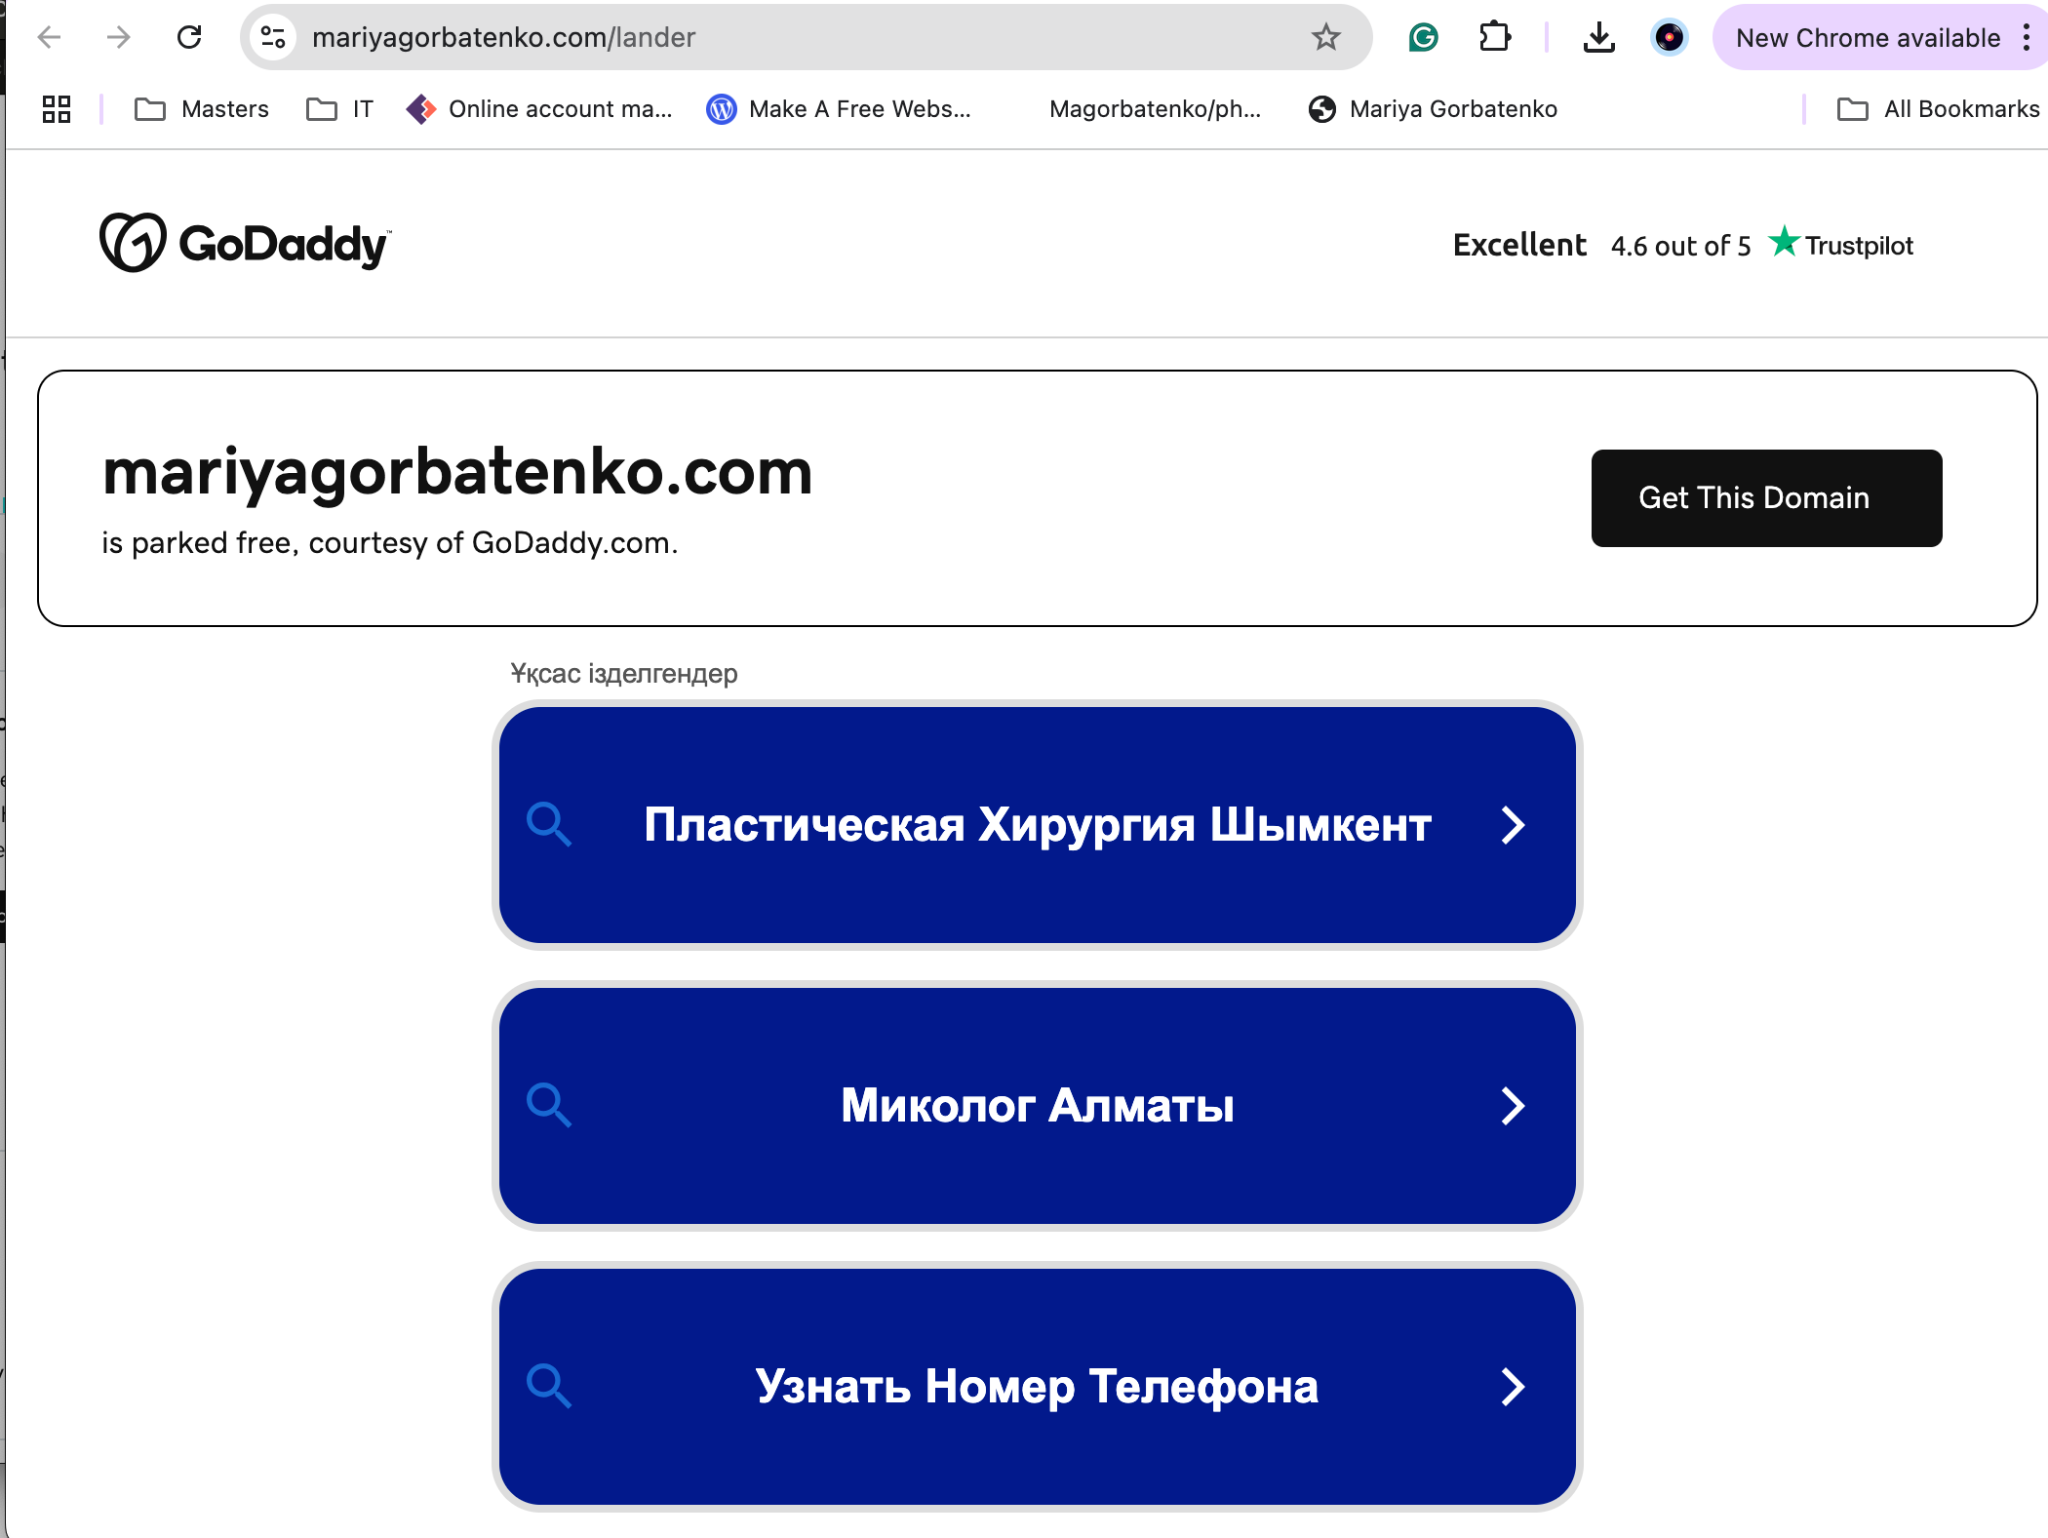 mariyagorbatenko.com/lander
New Chrome available
Masters
IT
Online account ma...
Make A Free Webs...
Magorbatenko/ph...
Mariya Gorbatenko
All Bookmarks
GoDaddy™
Excellent 4.6 out of 5 Trustpilot
mariyagorbatenko.com
is parked free, courtesy of GoDaddy.com.
Get This Domain
Ұқсас ізделгендер
Пластическая Хирургия Шымкент
Миколог Алматы
Узнать Номер Телефона